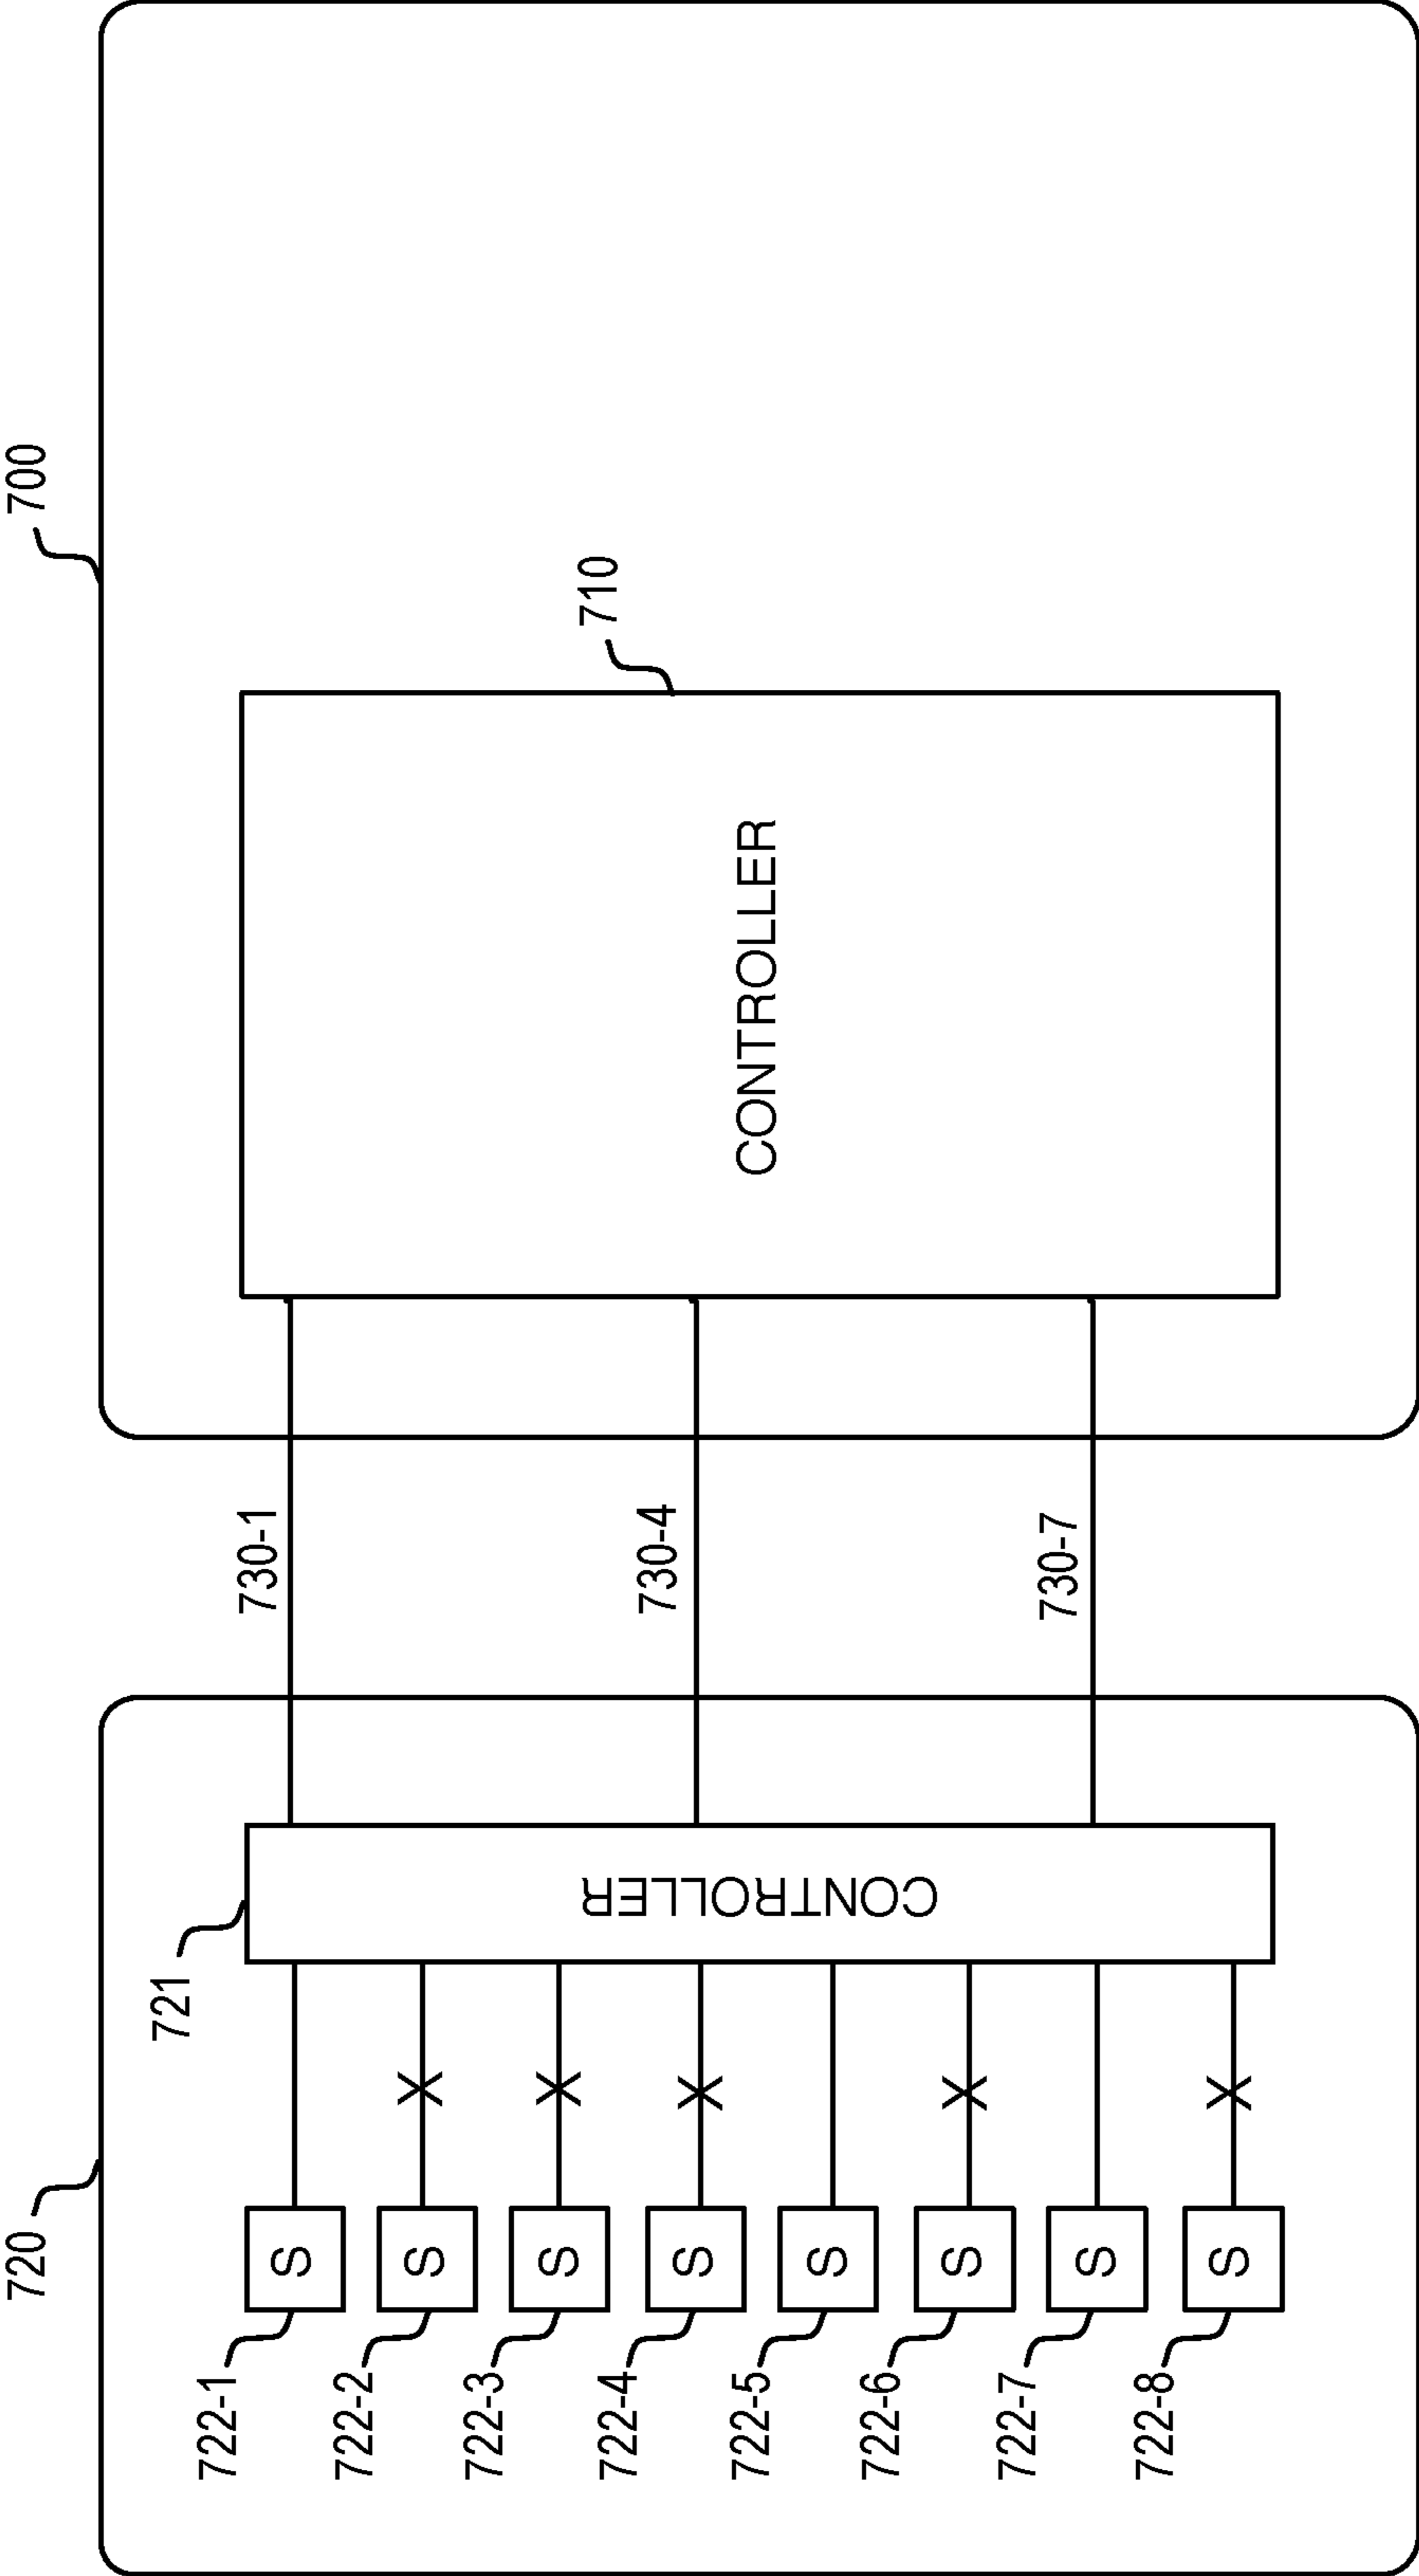 700
710
CONTROLLER
730-1
730-4
730-7
720
721
CONTROLLER
S
S
S
S
S
S
S
S
722-1
722-2
722-3
722-4
722-5
722-6
722-7
722-8
X
X
X
X
X